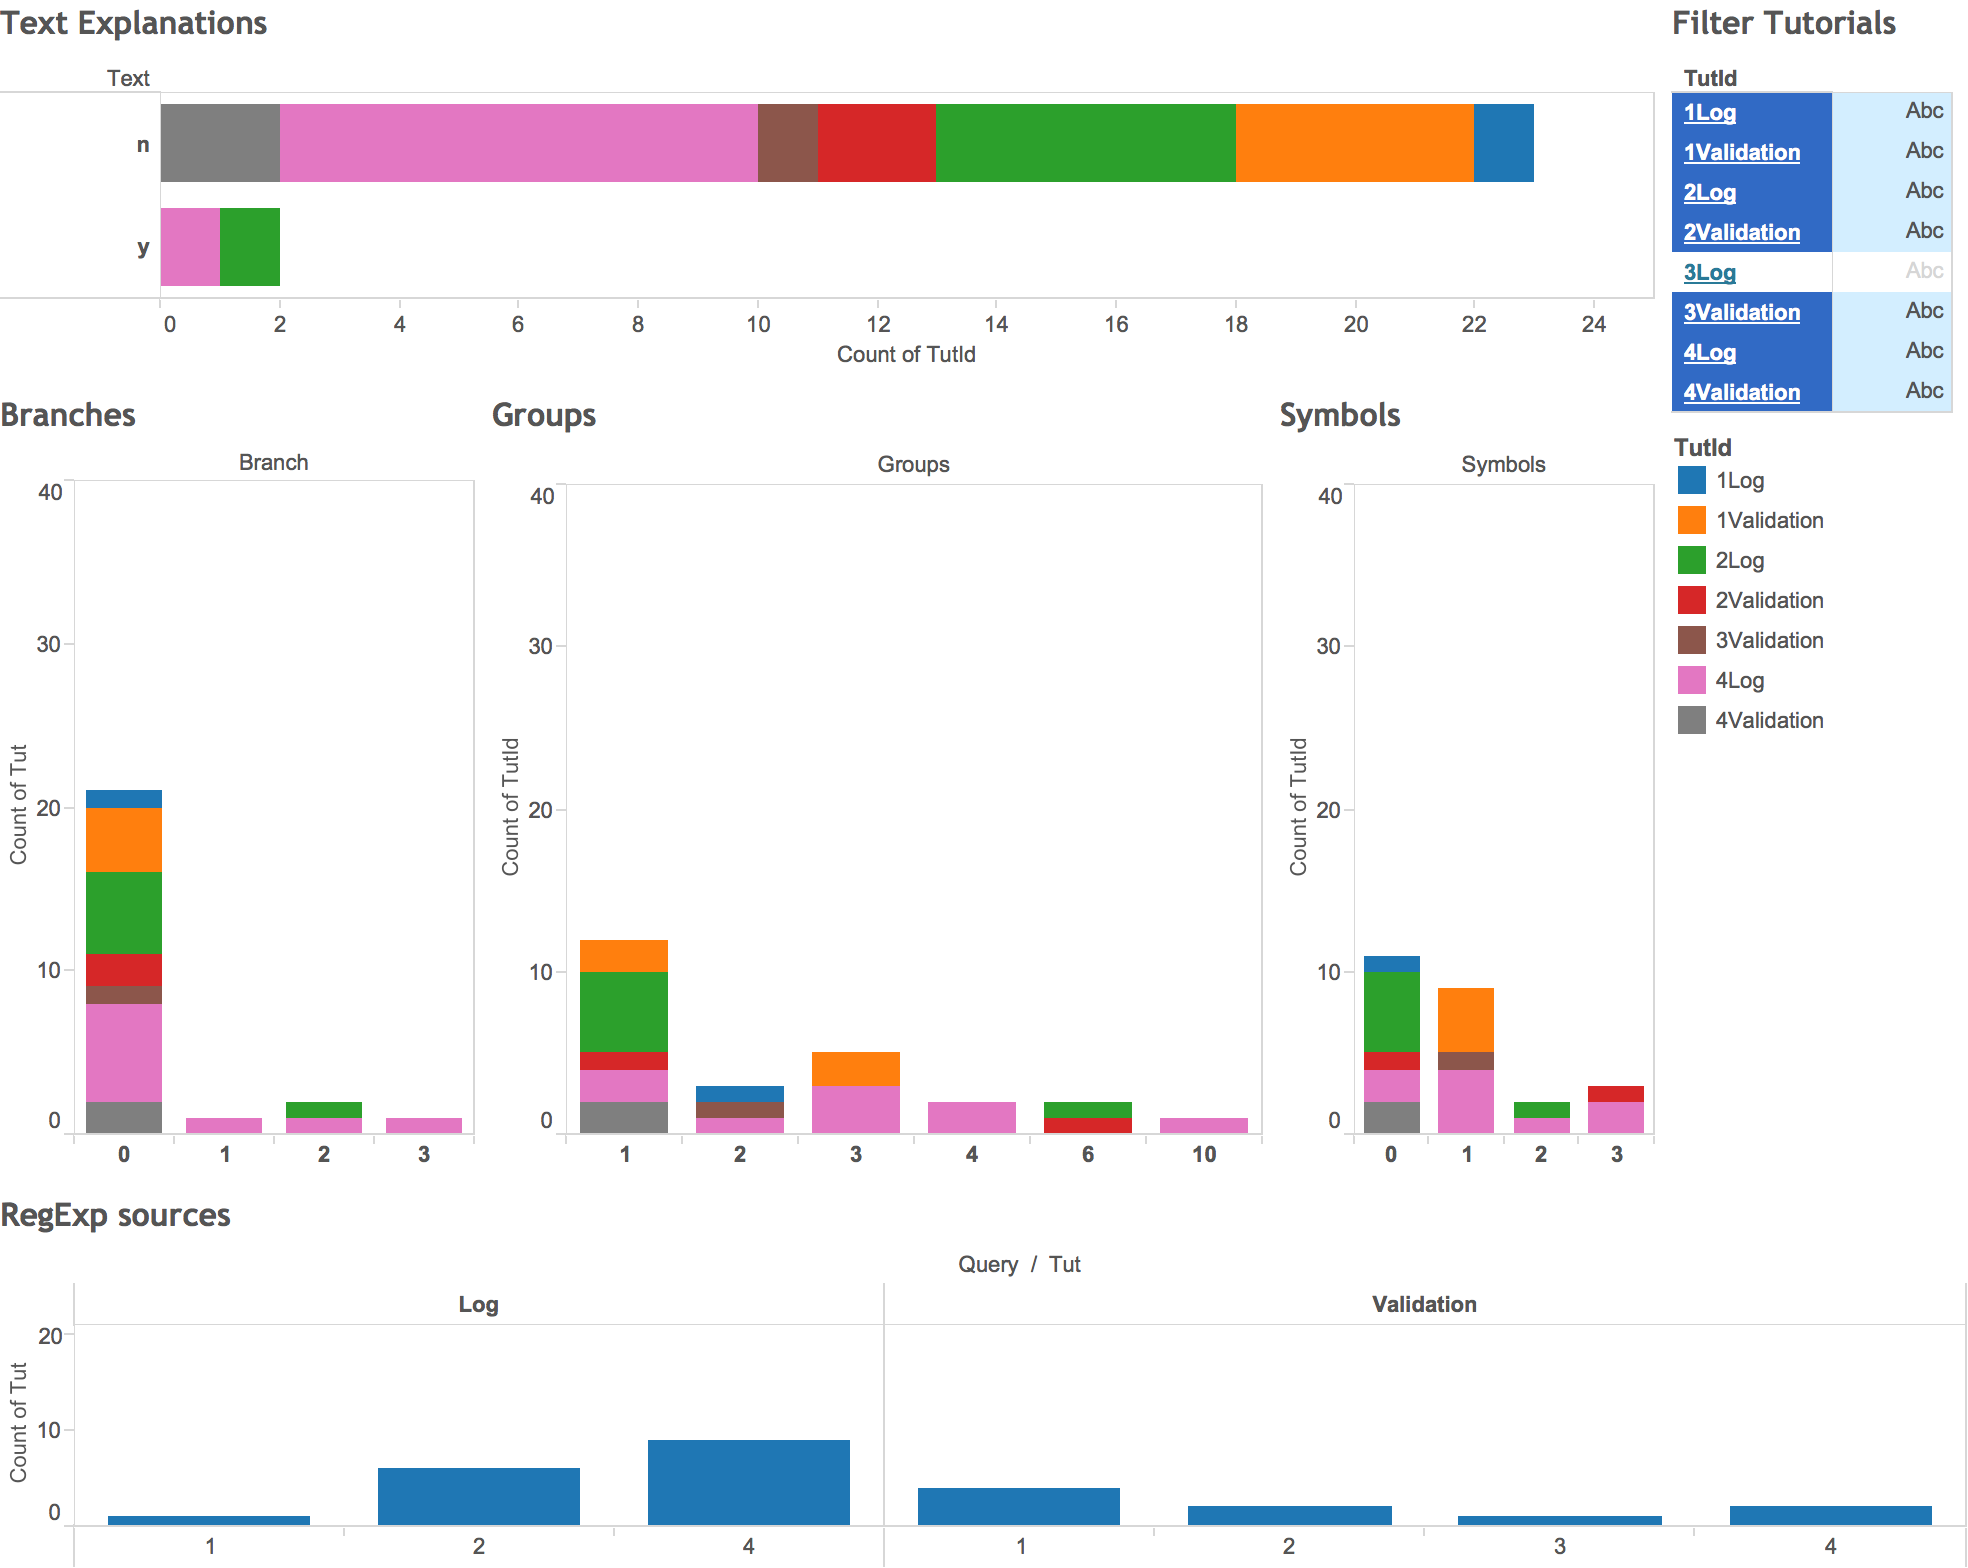 Text Explanations
Text
n
y
0 2 4 6 8 10 12 14 16 18 20 22 24
Count of TutId
Filter Tutorials
TutId
1Log Abc
1Validation Abc
2Log Abc
2Validation Abc
3Log Abc
3Validation Abc
4Log Abc
4Validation Abc
TutId
1Log
1Validation
2Log
2Validation
3Validation
4Log
4Validation
Branches
Branch
Count of Tut
40
30
20
10
0
0 1 2 3
Groups
Groups
Count of TutId
40
30
20
10
0
1 2 3 4 6 10
Symbols
Symbols
Count of TutId
40
30
20
10
0
0 1 2 3
RegExp sources
Query / Tut
Log Validation
Count of Tut
20
10
0
1 2 4 1 2 3 4